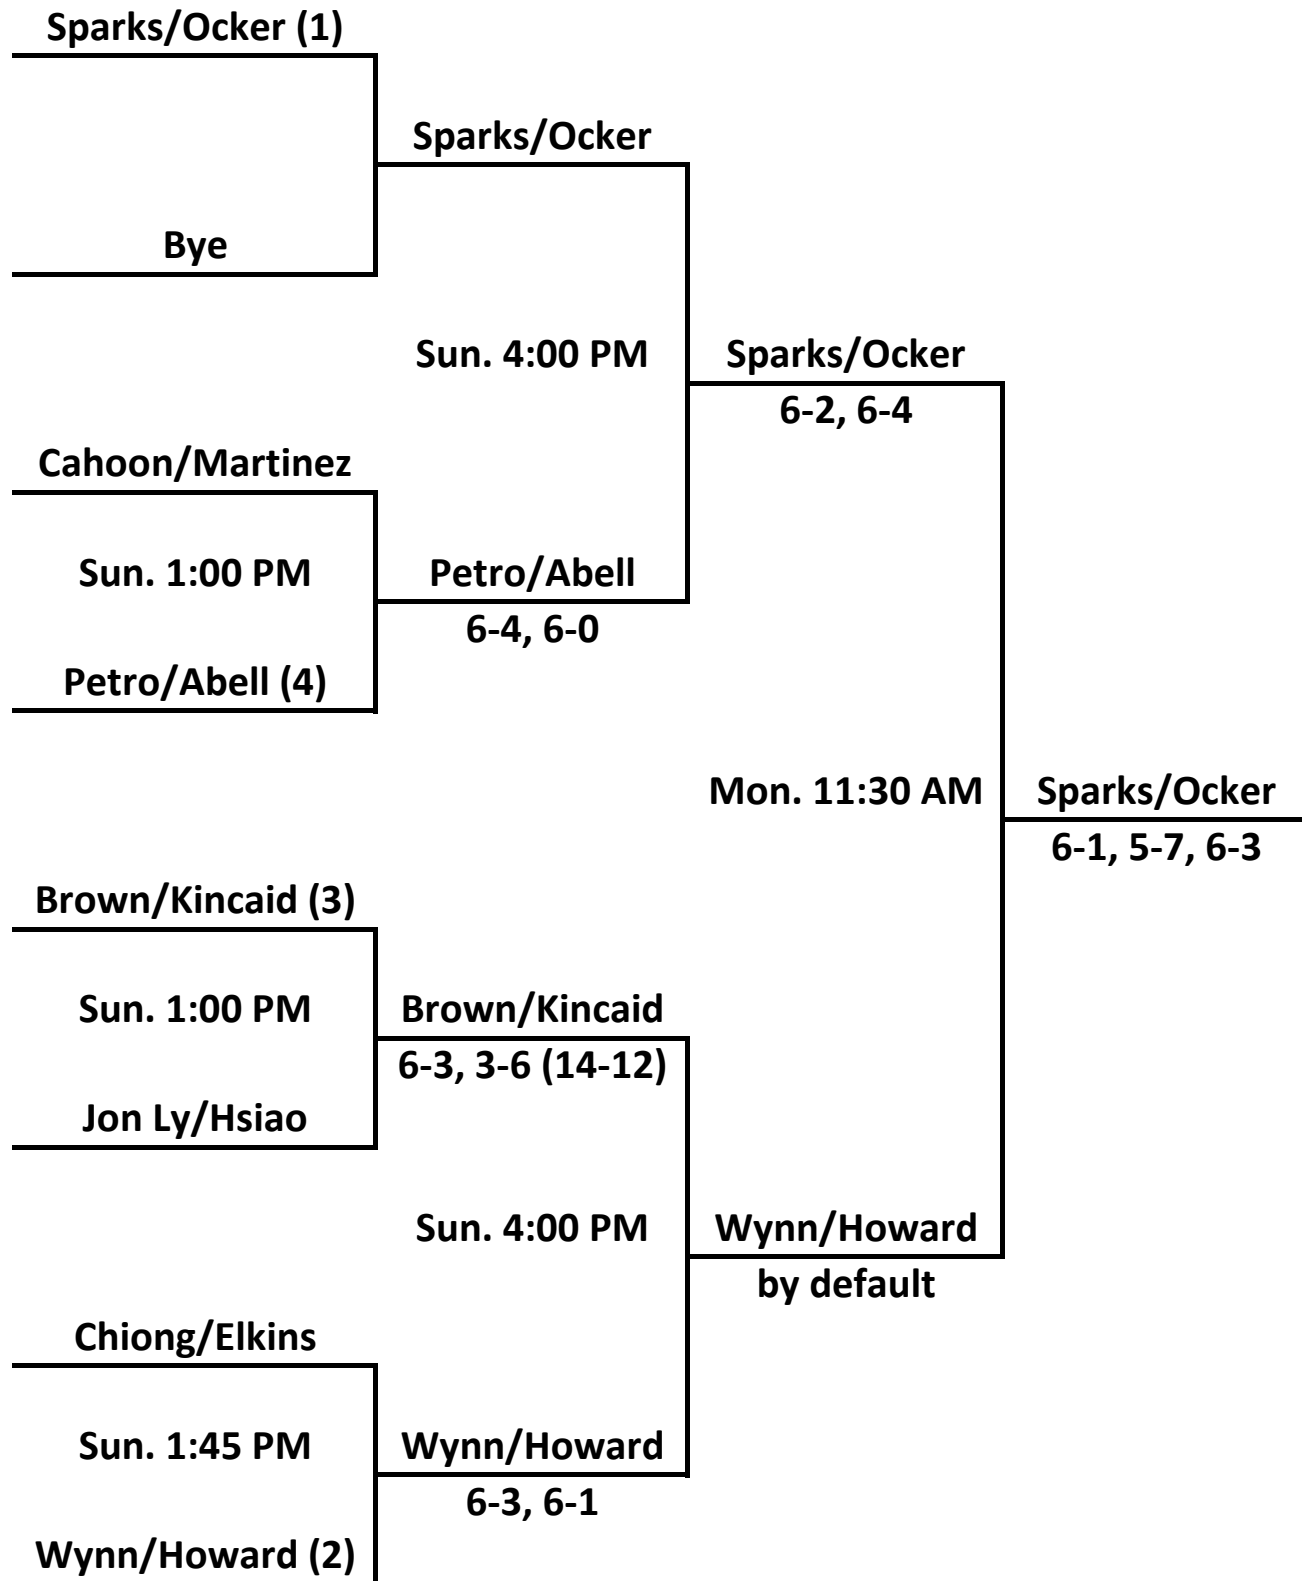 Sparks/Ocker (1)
Sparks/Ocker
Bye
Sun. 4:00 PM
Sparks/Ocker
6-2, 6-4
Cahoon/Martinez
Sun. 1:00 PM
Petro/Abell
6-4, 6-0
Petro/Abell (4)
Mon. 11:30 AM
Sparks/Ocker
6-1, 5-7, 6-3
Brown/Kincaid (3)
Sun. 1:00 PM
Brown/Kincaid
6-3, 3-6 (14-12)
Jon Ly/Hsiao
Sun. 4:00 PM
Wynn/Howard
by default
Chiong/Elkins
Sun. 1:45 PM
Wynn/Howard
6-3, 6-1
Wynn/Howard (2)